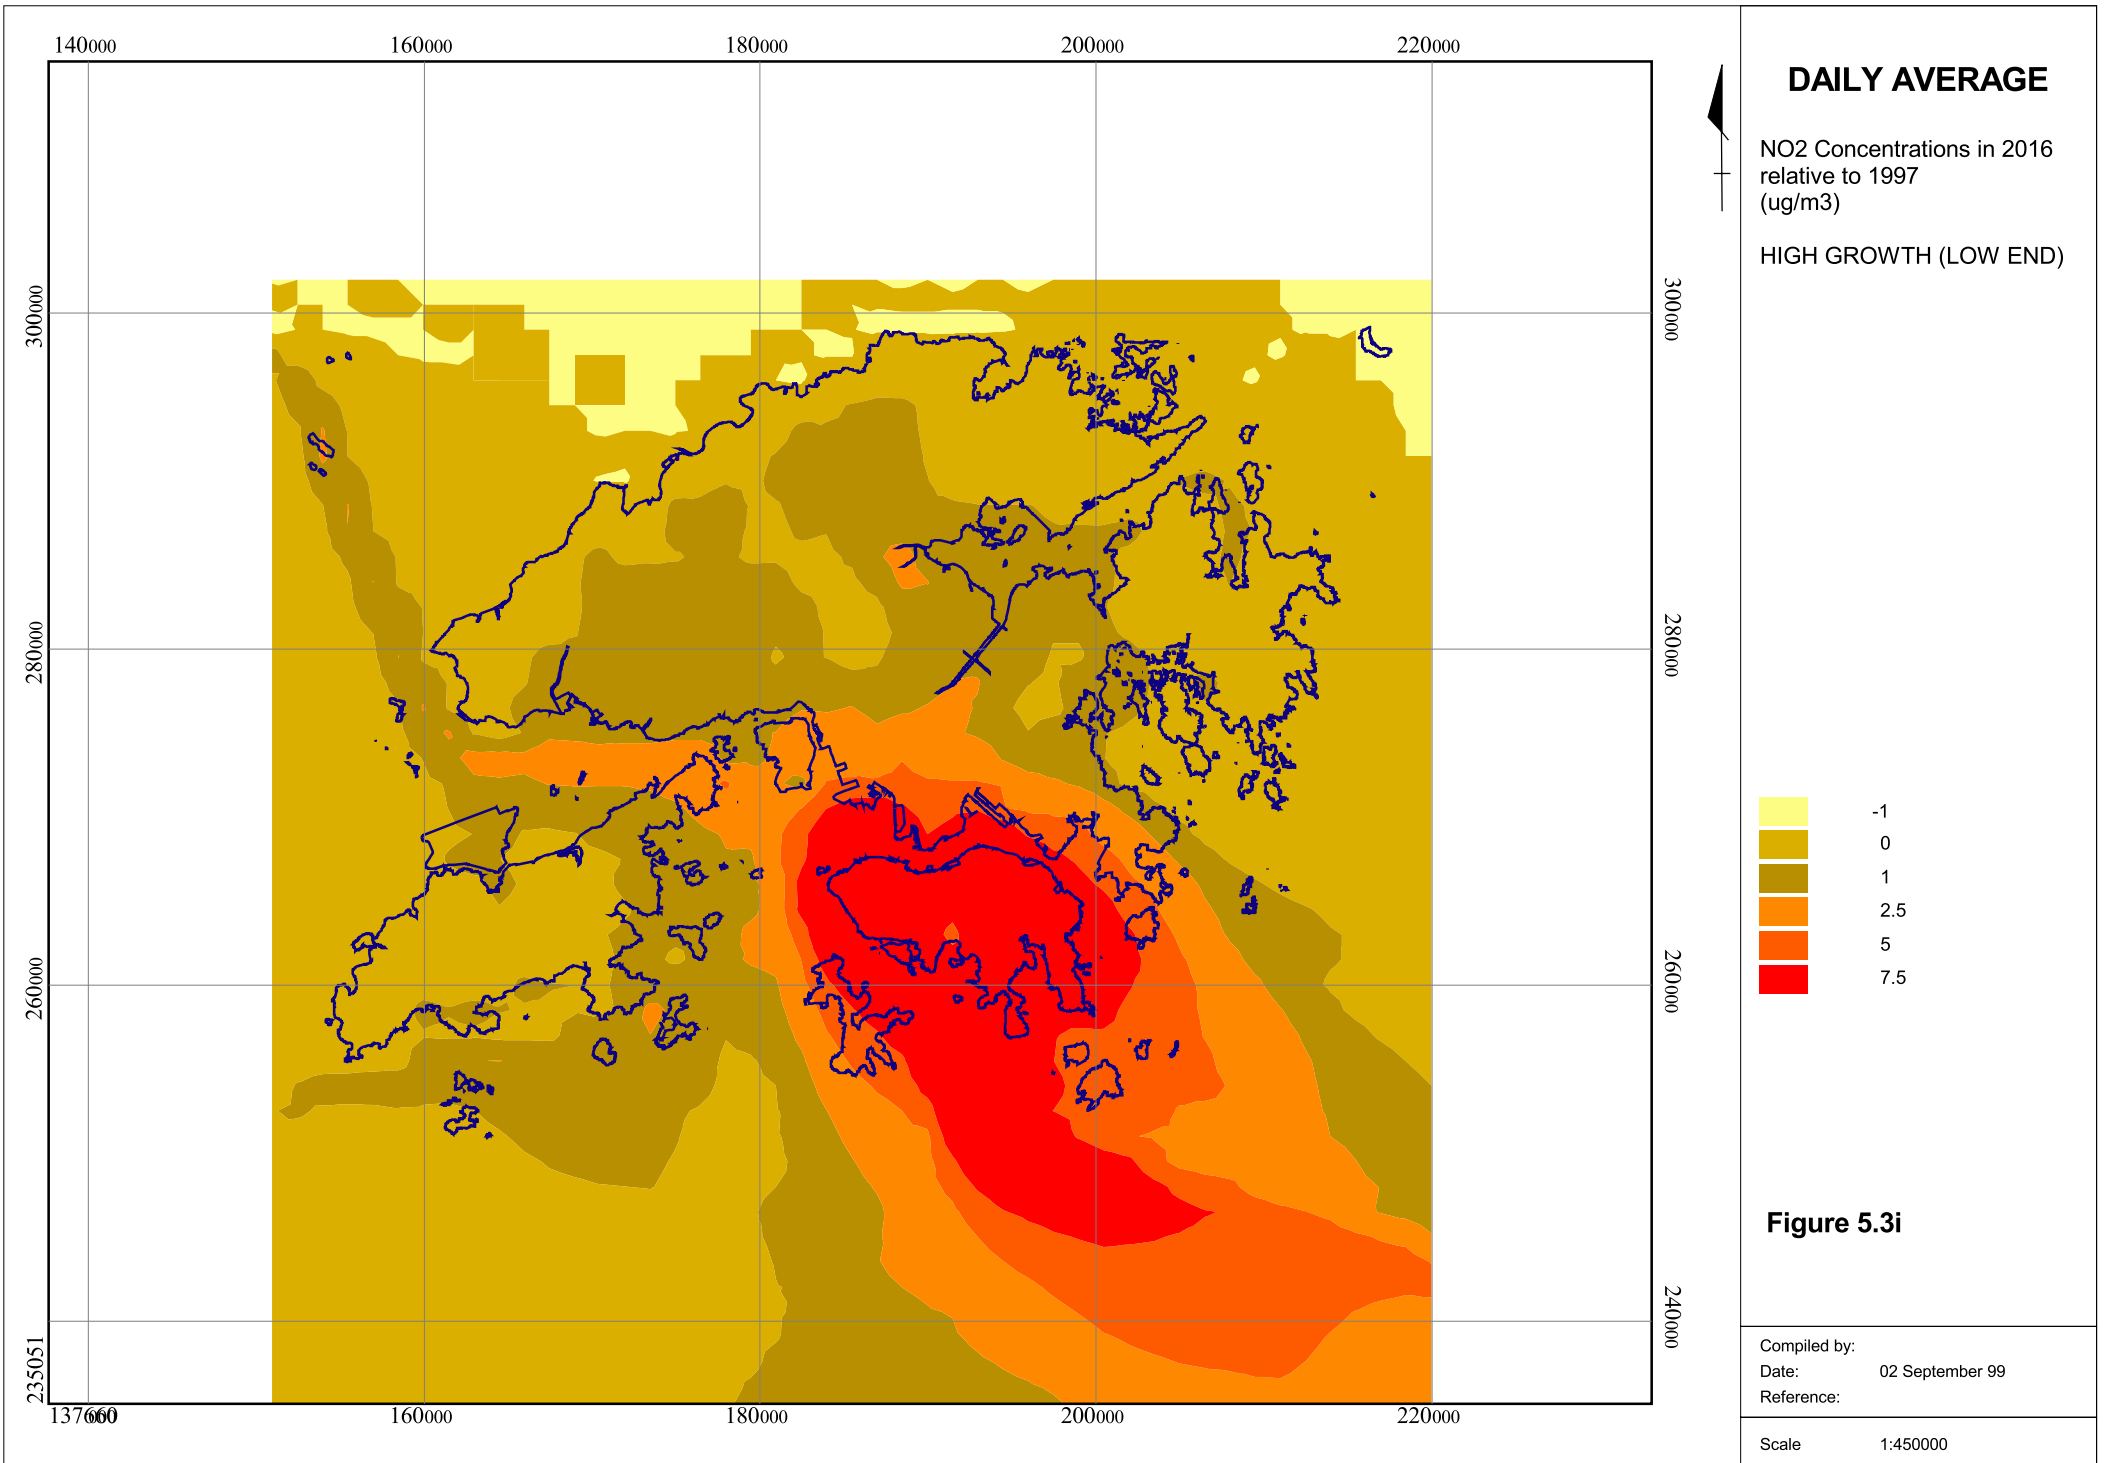 140000 160000 180000 200000 220000
DAILY AVERAGE
NO2 Concentrations in 2016
relative to 1997
(ug/m3)
HIGH GROWTH (LOW END)
300000 300000
280000 280000
-1
0
1
2.5
5
7.5
260000 260000
Figure 5.3i
240000
235051
Compiled by:
Date: 02 September 99
Reference:
160000 180000 200000 220000
Scale 1:450000